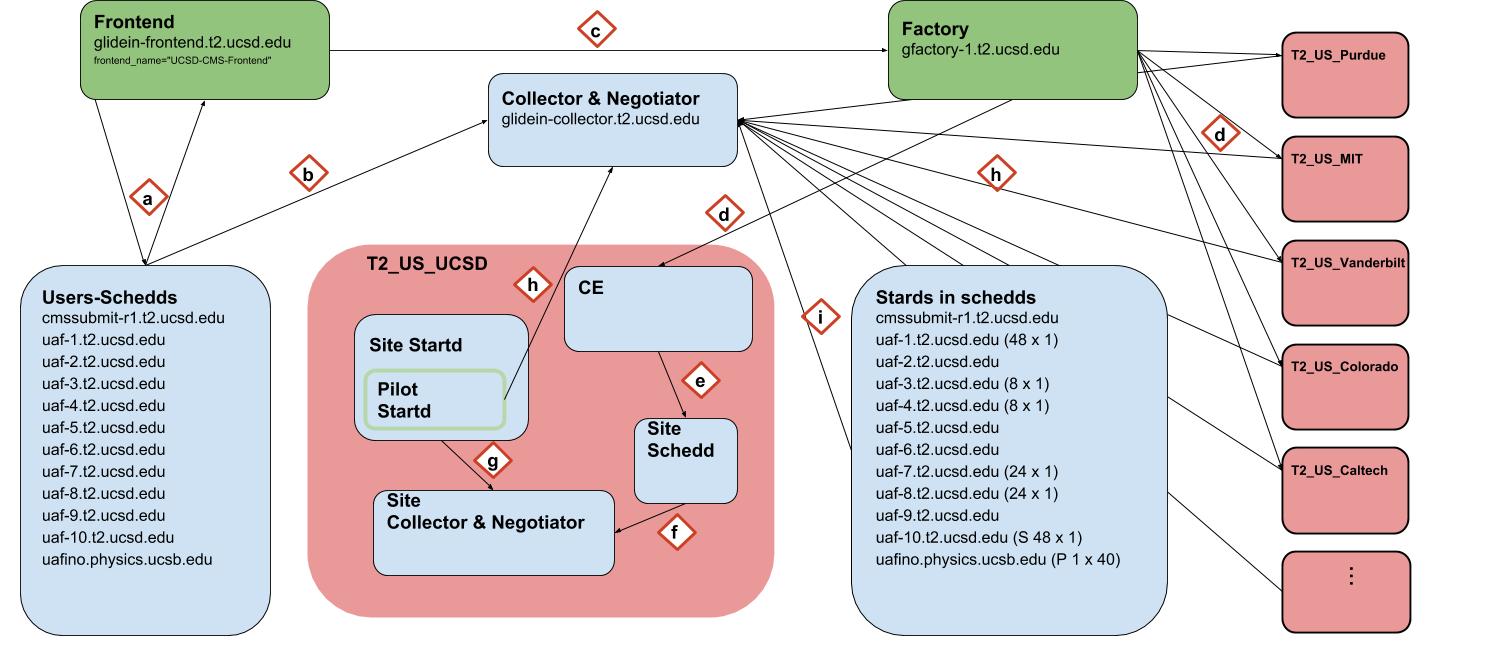 Frontend
glidein-frontend.t2.ucsd.edu
frontend_name="UCSD-CMS-Frontend"
c
Factory
gfactory-1.t2.ucsd.edu
Collector & Negotiator
glidein-collector.t2.ucsd.edu
a
b
d
h
d
T2_US_Purdue
T2_US_MIT
T2_US_Vanderbilt
T2_US_Colorado
T2_US_Caltech
⋮
Users-Schedds
cmssubmit-r1.t2.ucsd.edu
uaf-1.t2.ucsd.edu
uaf-2.t2.ucsd.edu
uaf-3.t2.ucsd.edu
uaf-4.t2.ucsd.edu
uaf-5.t2.ucsd.edu
uaf-6.t2.ucsd.edu
uaf-7.t2.ucsd.edu
uaf-8.t2.ucsd.edu
uaf-9.t2.ucsd.edu
uaf-10.t2.ucsd.edu
uafino.physics.ucsb.edu
T2_US_UCSD
h
CE
Site Startd
Pilot
Startd
e
Site
Schedd
g
Site
Collector & Negotiator
f
i
Stards in schedds
cmssubmit-r1.t2.ucsd.edu
uaf-1.t2.ucsd.edu (48 x 1)
uaf-2.t2.ucsd.edu
uaf-3.t2.ucsd.edu (8 x 1)
uaf-4.t2.ucsd.edu (8 x 1)
uaf-5.t2.ucsd.edu
uaf-6.t2.ucsd.edu
uaf-7.t2.ucsd.edu (24 x 1)
uaf-8.t2.ucsd.edu (24 x 1)
uaf-9.t2.ucsd.edu
uaf-10.t2.ucsd.edu (S 48 x 1)
uafino.physics.ucsb.edu (P 1 x 40)